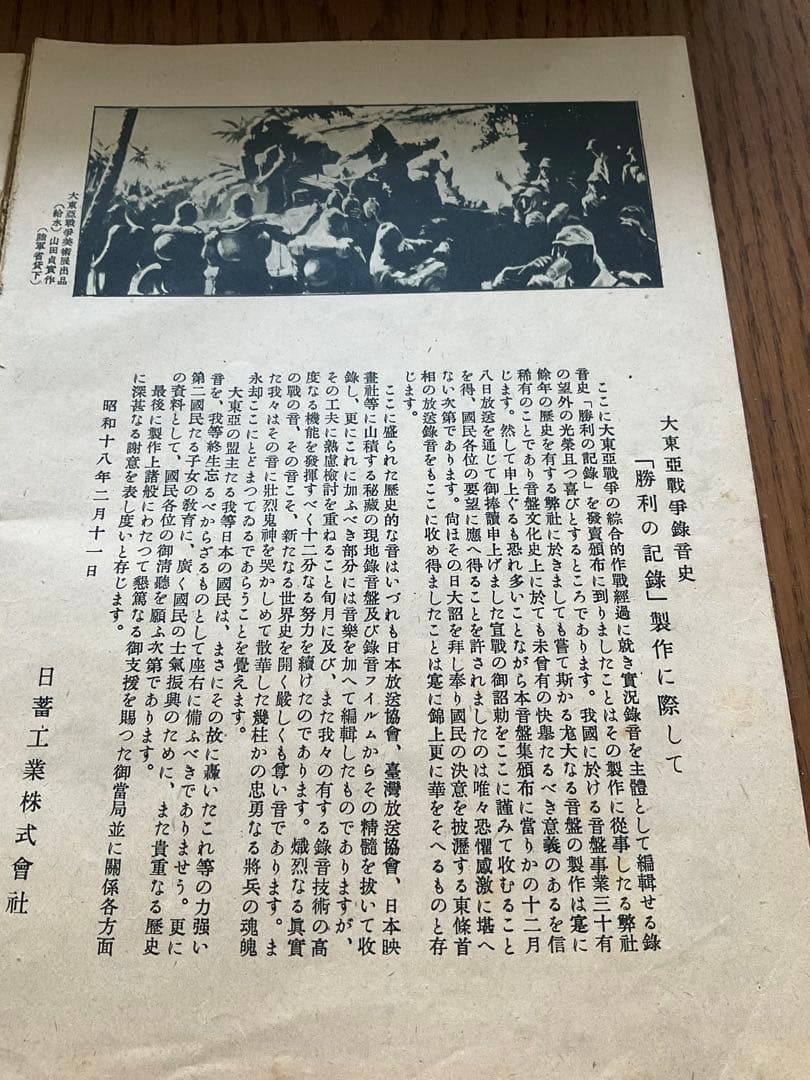 大東亞戰爭美術展出品
(給水) 山田貞實作
(陸軍省貸下)
大東亞戰爭錄音史
「勝利の記錄」製作に際して
ここに大東亞戰爭の綜合的作戰經過に就き實況錄音を主體として編輯せる錄
音史「勝利の記錄」を發賣頒布に到りましたことはその製作に從事したる弊社
の望外の光榮且つ喜びとするところであります。我國に於ける音盤事業三十有
餘年の歷史を有する弊社に於きましても嘗て斯かる尨大なる音盤の製作は寔に
稀有のことであり音盤文化史上に於ても未曾有の快擧たるべき意義のあるを信
じます。然して申上ぐるも恐れ多いことながら本音盤集頒布に當りかの十二月
八日放送を通じて御捧讀申上げました宣戰の御詔勅をここに謹みて收むること
を得、國民各位の要望に應へ得ることを許されましたのは唯々恐懼感激に堪へ
ない次第であります。尙ほその日大詔を拜し奉り國民の決意を披瀝する東條首
相の放送錄音をもここに收め得ましたことは寔に錦上更に華をそへるものと存
じます。
ここに盛られた歷史的な音はいづれも日本放送協會、臺灣放送協會、日本映
畫社等に山積する秘藏の現地錄音盤及び錄音フイルムからその精髓を拔いて收
錄し、更にこれに加ふべき部分には音樂を加へて編輯したものでありますが、
その工夫に熟慮檢討を重ねること旬月に及び、また我々の有する錄音技術の高
度なる機能を發揮すべく十二分なる努力を續けたのであります。熾烈なる眞實
の戰の音、その音こそ、新たなる世界史を開く嚴しくも尊い音であります。ま
た我々はその音に壯烈鬼神を哭かしめて散華した幾柱かの忠勇なる將兵の魂魄
永却ここにとどまつてゐるであらうことを覺えます。
大東亞の盟主たる我等日本の國民は、まさにその故に轟いたこれ等の力强い
音を、我等終生忘るべからざるものとして座右に備ふべきでありませう。更に
第二國民たる子女の敎育に、廣く國民の士氣振興のために、また貴重なる歷史
の資料として、國民各位の御淸聽を願ふ次第であります。
最後に製作上諸般にわたつて懇篤なる御支援を賜つた御當局並に關係各方面
に深甚なる謝意を表し度いと存じます。
昭和十八年二月十一日
日蓄工業株式會社